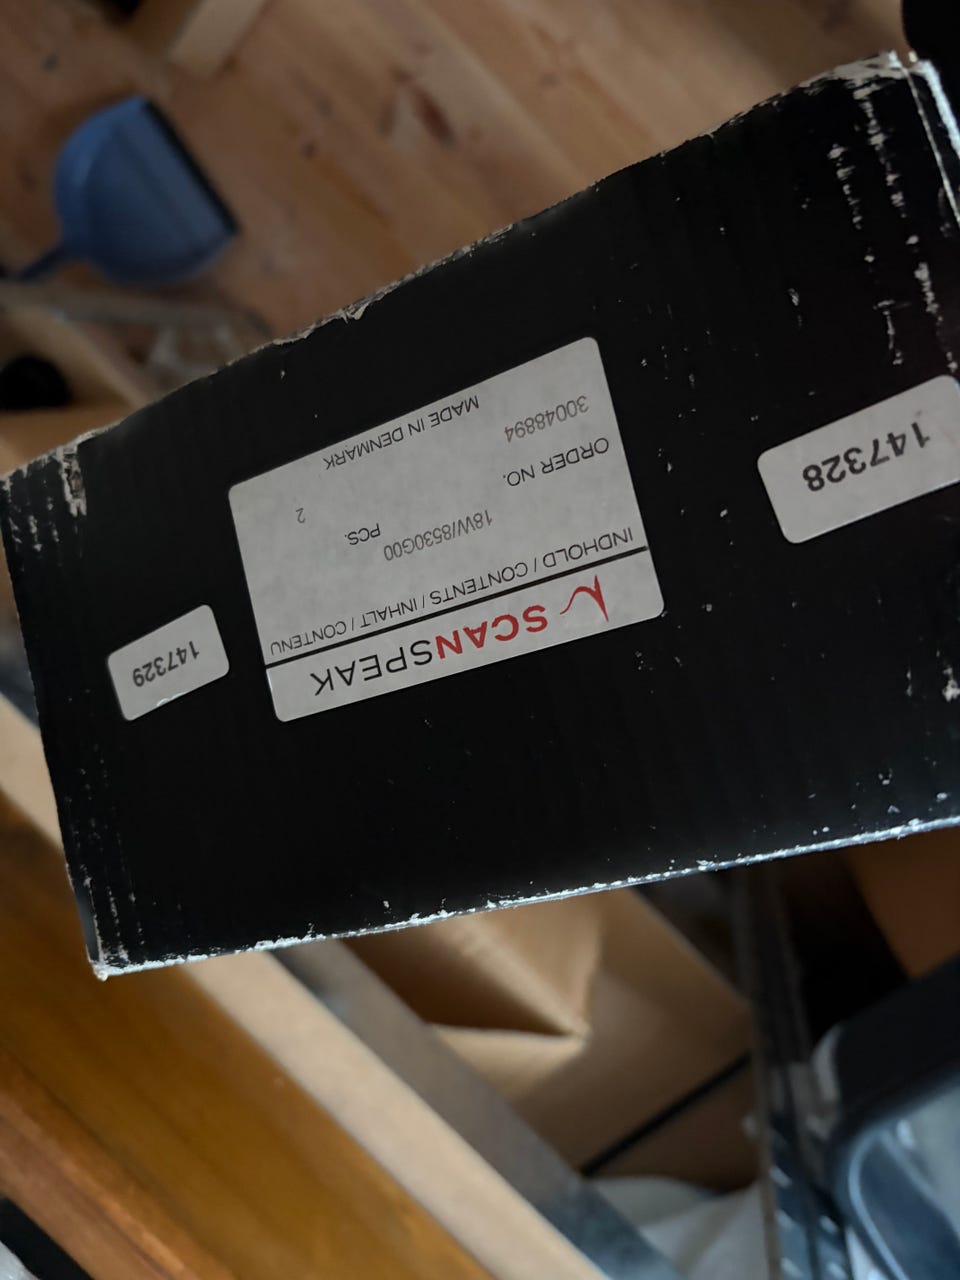 SCANSPEAK
INDHOLD / CONTENTS / INHALT / CONTENU
18W/8530G00
PCS.
2
ORDER NO.
30048894
MADE IN DENMARK
147328
147329